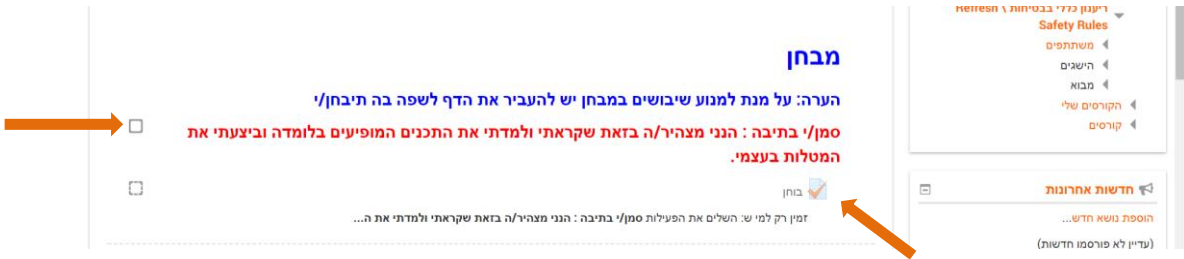 מבחן
הערה: על מנת למנוע שיבושים במבחן יש להעביר את הדף לשפה בה תיבחן/י
סמן/י בתיבה : הנני מצהיר/ה בזאת שקראתי ולמדתי את התכנים המופיעים בלומדה וביצעתי את
המטלות בעצמי.
בוחן
זמין רק למי ש: השלים את הפעילות סמן/י בתיבה : הנני מצהיר/ה בזאת שקראתי ולמדתי את ה...
ריענון כללי בבטיחות \ Refresh
Safety Rules
משתתפים
הישגים
מבוא
הקורסים שלי
קורסים
חדשות אחרונות
הוספת נושא חדש...
(עדיין לא פורסמו חדשות)